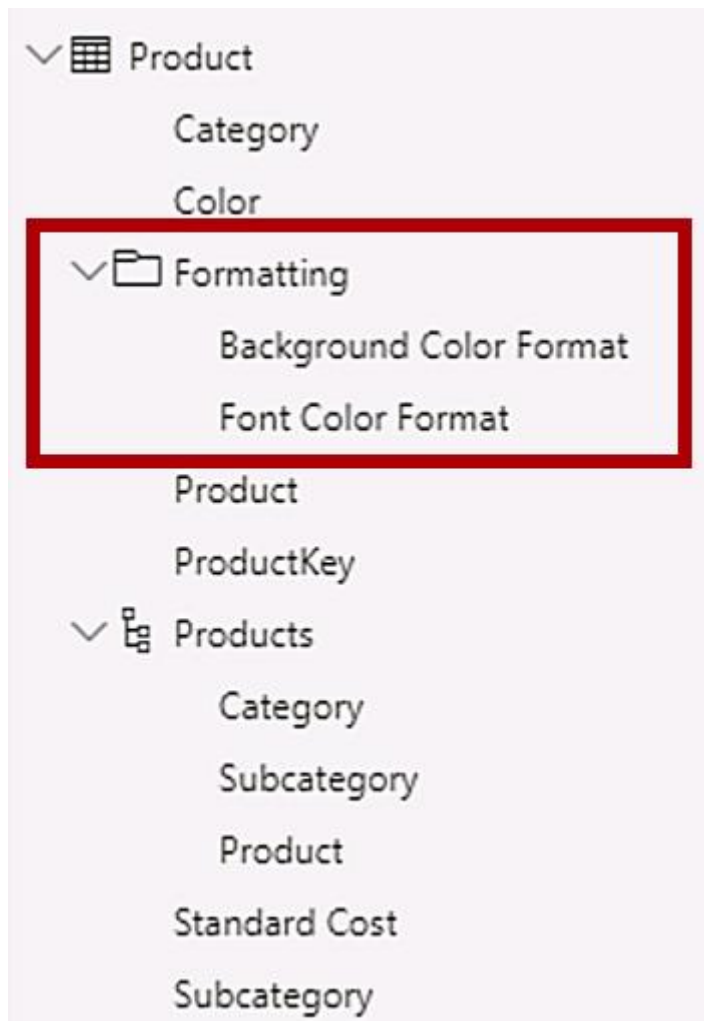 Product
Category
Color
Formatting
Background Color Format
Font Color Format
Product
ProductKey
Products
Category
Subcategory
Product
Standard Cost
Subcategory